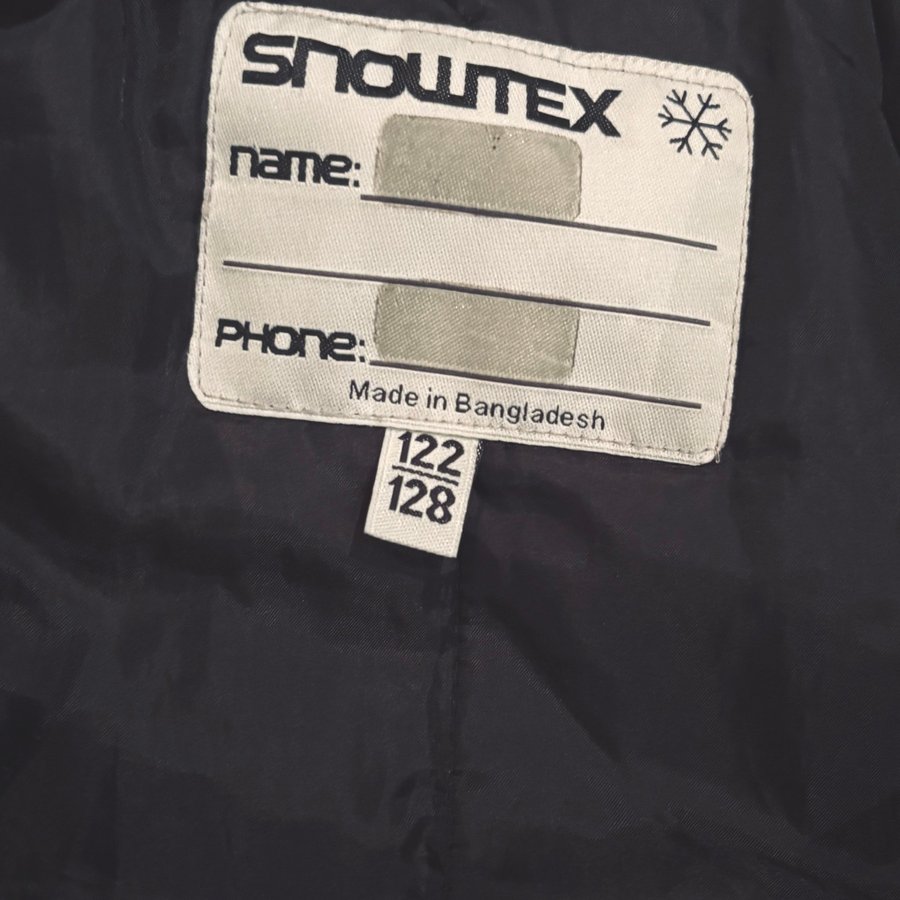 SNOWTEX
name:
PHONE:
Made in Bangladesh
122
128